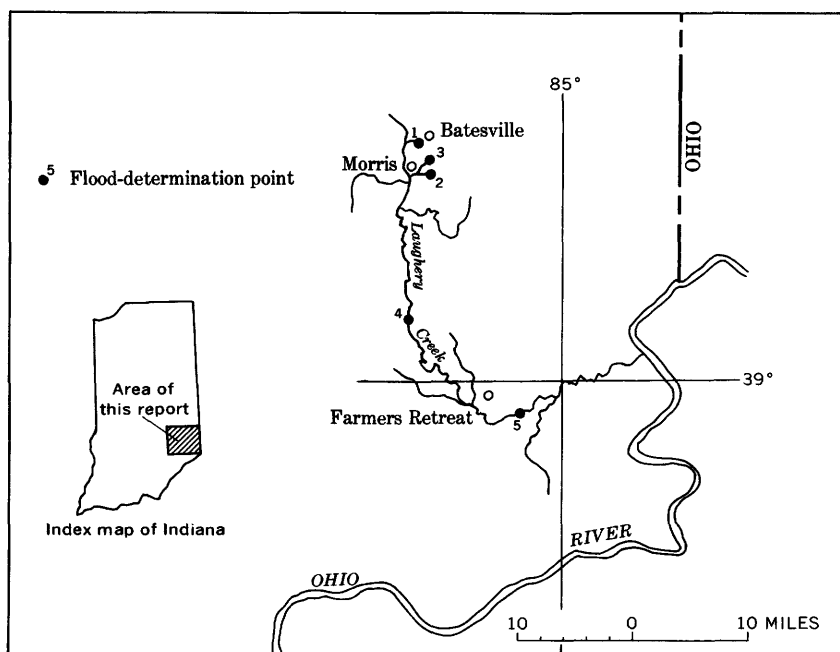 85°
OHIO
1
Batesville
3
Morris
2
5 Flood-determination point
Laughery
4
Creek
39°
Area of
this report
Farmers Retreat
5
Index map of Indiana
RIVER
OHIO
10 0 10 MILES